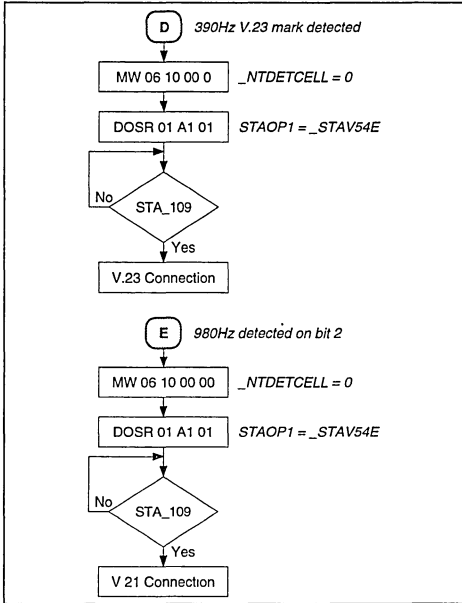 D 390Hz V.23 mark detected
MW 06 10 00 0 _NTDETCELL = 0
DOSR 01 A1 01 STAOP1 = _STAV54E
No
STA_109
Yes
V.23 Connection
E 980Hz detected on bit 2
MW 06 10 00 00 _NTDETCELL = 0
DOSR 01 A1 01 STAOP1 = _STAV54E
No
STA_109
Yes
V 21 Connection